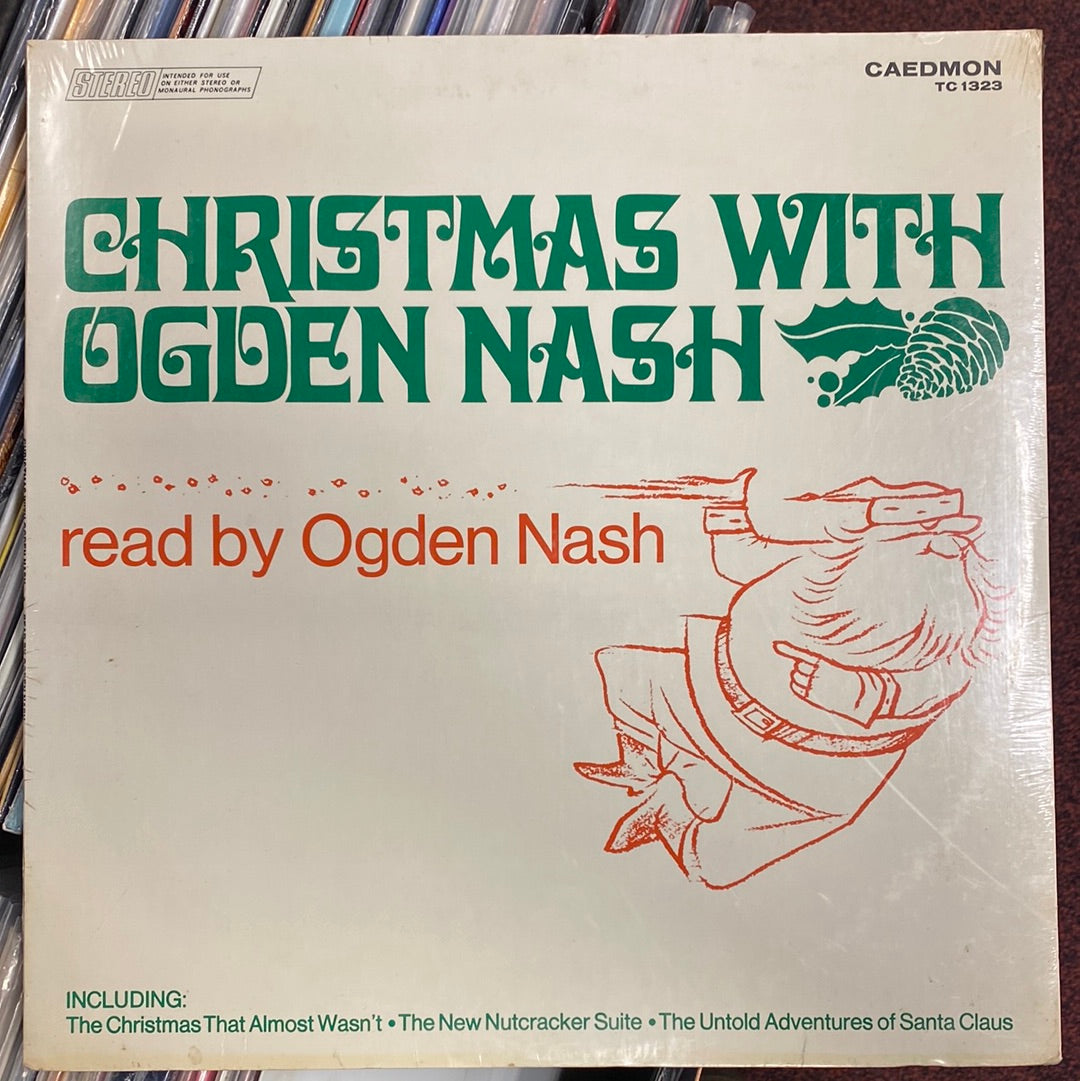 STEREO
INTENDED FOR USE
ON EITHER STEREO OR
MONAURAL PHONOGRAPHS
CAEDMON
TC 1323
CHRISTMAS WITH
OGDEN NASH
read by Ogden Nash
INCLUDING:
The Christmas That Almost Wasn't • The New Nutcracker Suite • The Untold Adventures of Santa Claus